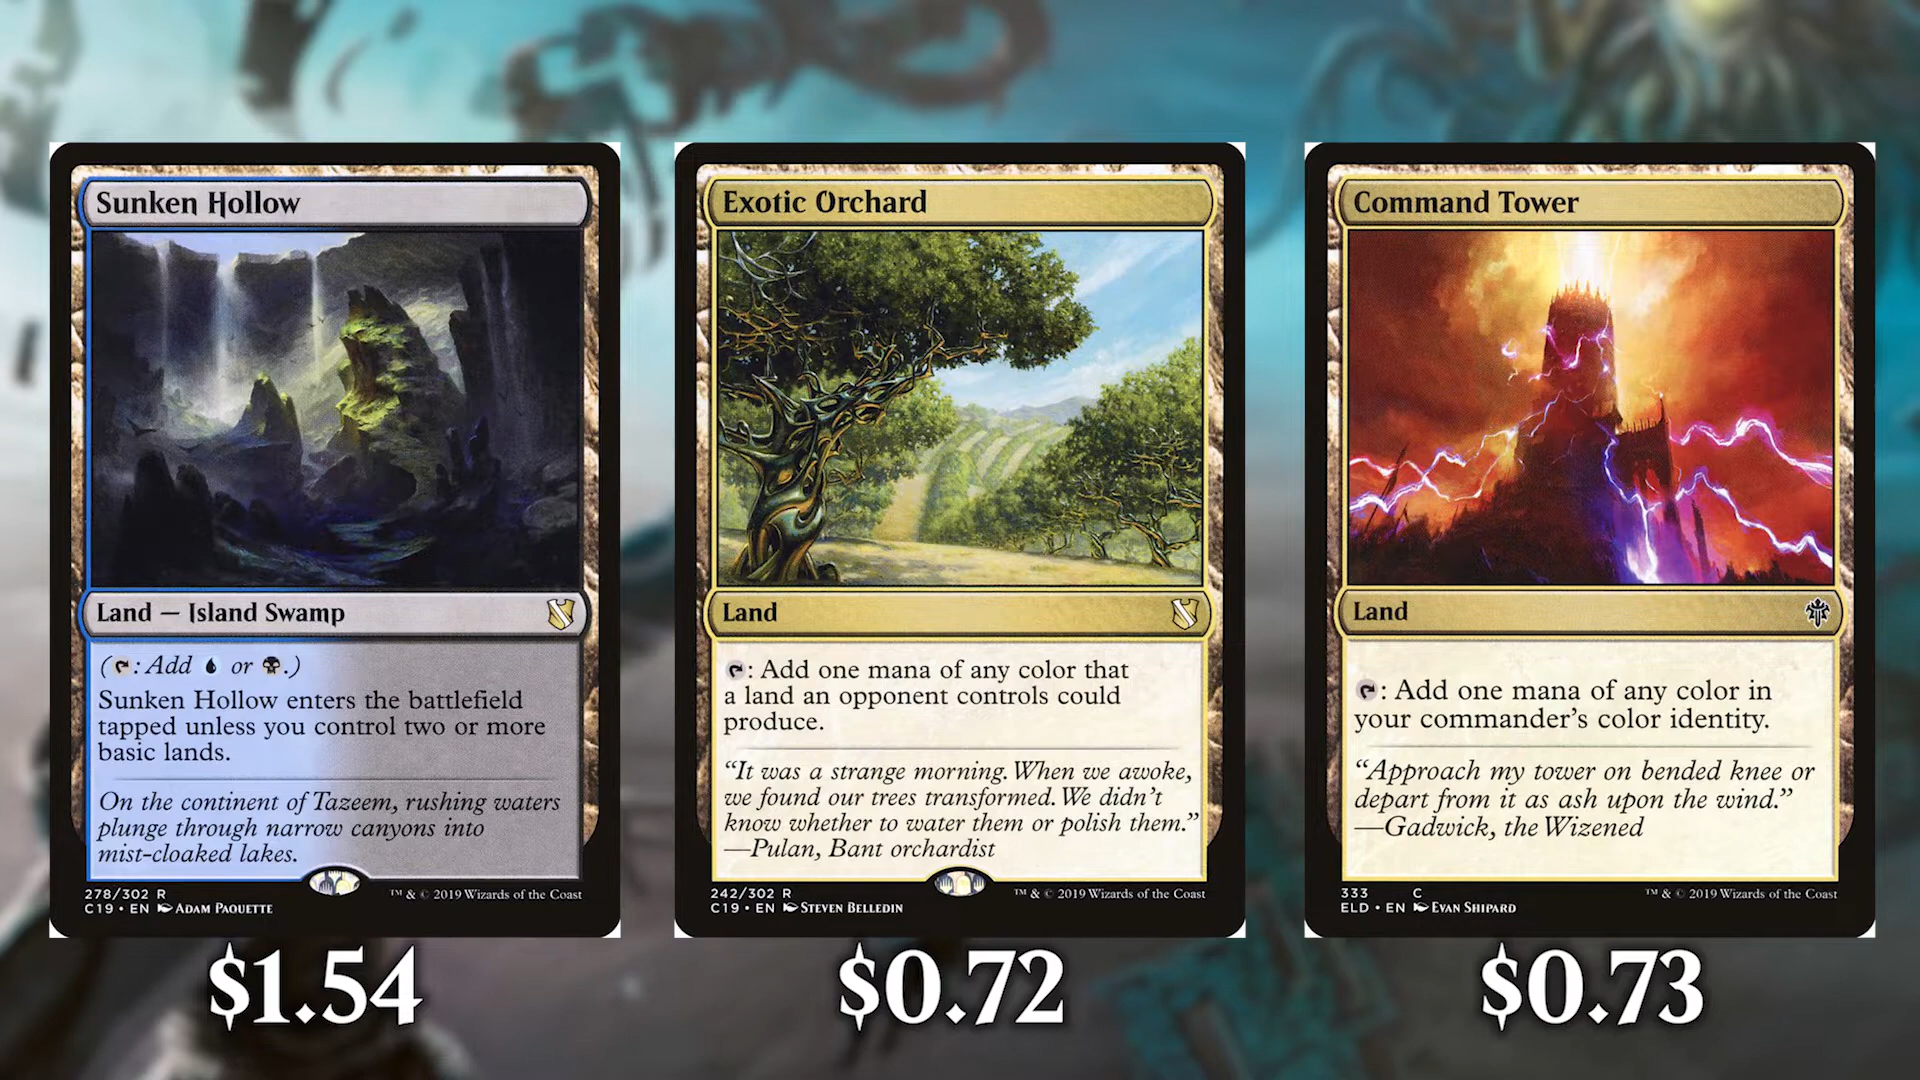 Sunken Hollow
Land — Island Swamp
( : Add or .)
Sunken Hollow enters the battlefield
tapped unless you control two or more
basic lands.
On the continent of Tazeem, rushing waters
plunge through narrow canyons into
mist-cloaked lakes.
278/302 R
C19 • EN ADAM PAQUETTE
™ & © 2019 Wizards of the Coast
$1.54
Exotic Orchard
Land
: Add one mana of any color that
a land an opponent controls could
produce.
“It was a strange morning. When we awoke,
we found our trees transformed. We didn’t
know whether to water them or polish them.”
—Pulan, Bant orchardist
242/302 R
C19 • EN STEVEN BELLEDIN
™ & © 2019 Wizards of the Coast
$0.72
Command Tower
Land
: Add one mana of any color in
your commander’s color identity.
“Approach my tower on bended knee or
depart from it as ash upon the wind.”
—Gadwick, the Wizened
333 C
ELD • EN EVAN SHIPARD
™ & © 2019 Wizards of the Coast
$0.73